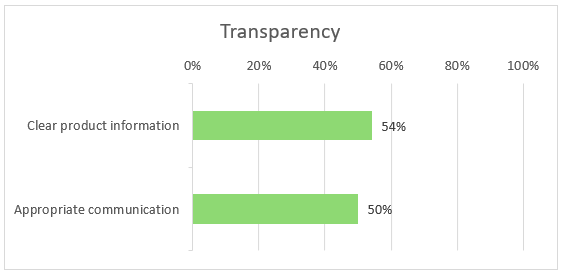 Transparency
0% 20% 40% 60% 80% 100%
Clear product information 54%
Appropriate communication 50%